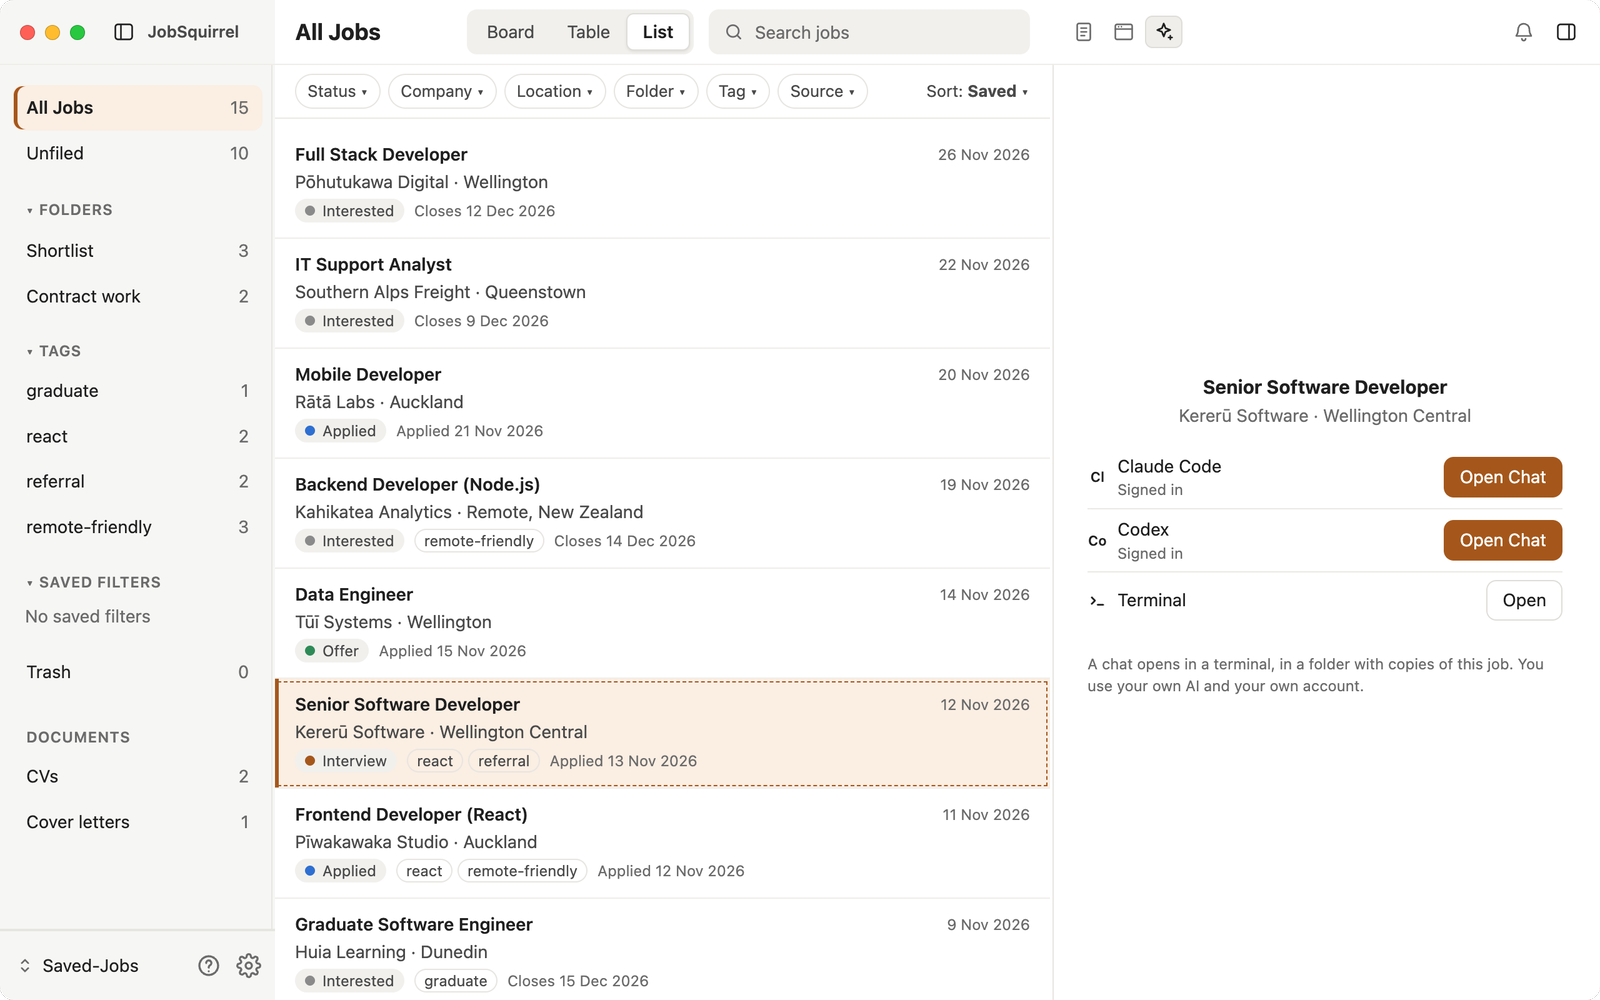 JobSquirrel
All Jobs
Board
Table
List
Search jobs
All Jobs 15
Unfiled 10
FOLDERS
Shortlist 3
Contract work 2
TAGS
graduate 1
react 2
referral 2
remote-friendly 3
SAVED FILTERS
No saved filters
Trash 0
DOCUMENTS
CVs 2
Cover letters 1
Saved-Jobs
Status
Company
Location
Folder
Tag
Source
Sort: Saved
Full Stack Developer 26 Nov 2026
Pōhutukawa Digital · Wellington
Interested Closes 12 Dec 2026
IT Support Analyst 22 Nov 2026
Southern Alps Freight · Queenstown
Interested Closes 9 Dec 2026
Mobile Developer 20 Nov 2026
Rātā Labs · Auckland
Applied Applied 21 Nov 2026
Backend Developer (Node.js) 19 Nov 2026
Kahikatea Analytics · Remote, New Zealand
Interested remote-friendly Closes 14 Dec 2026
Data Engineer 14 Nov 2026
Tūī Systems · Wellington
Offer Applied 15 Nov 2026
Senior Software Developer 12 Nov 2026
Kererū Software · Wellington Central
Interview react referral Applied 13 Nov 2026
Frontend Developer (React) 11 Nov 2026
Pīwakawaka Studio · Auckland
Applied react remote-friendly Applied 12 Nov 2026
Graduate Software Engineer 9 Nov 2026
Huia Learning · Dunedin
Interested graduate Closes 15 Dec 2026
Senior Software Developer
Kererū Software · Wellington Central
Cl Claude Code
Signed in
Open Chat
Co Codex
Signed in
Open Chat
Terminal
Open
A chat opens in a terminal, in a folder with copies of this job. You
use your own AI and your own account.